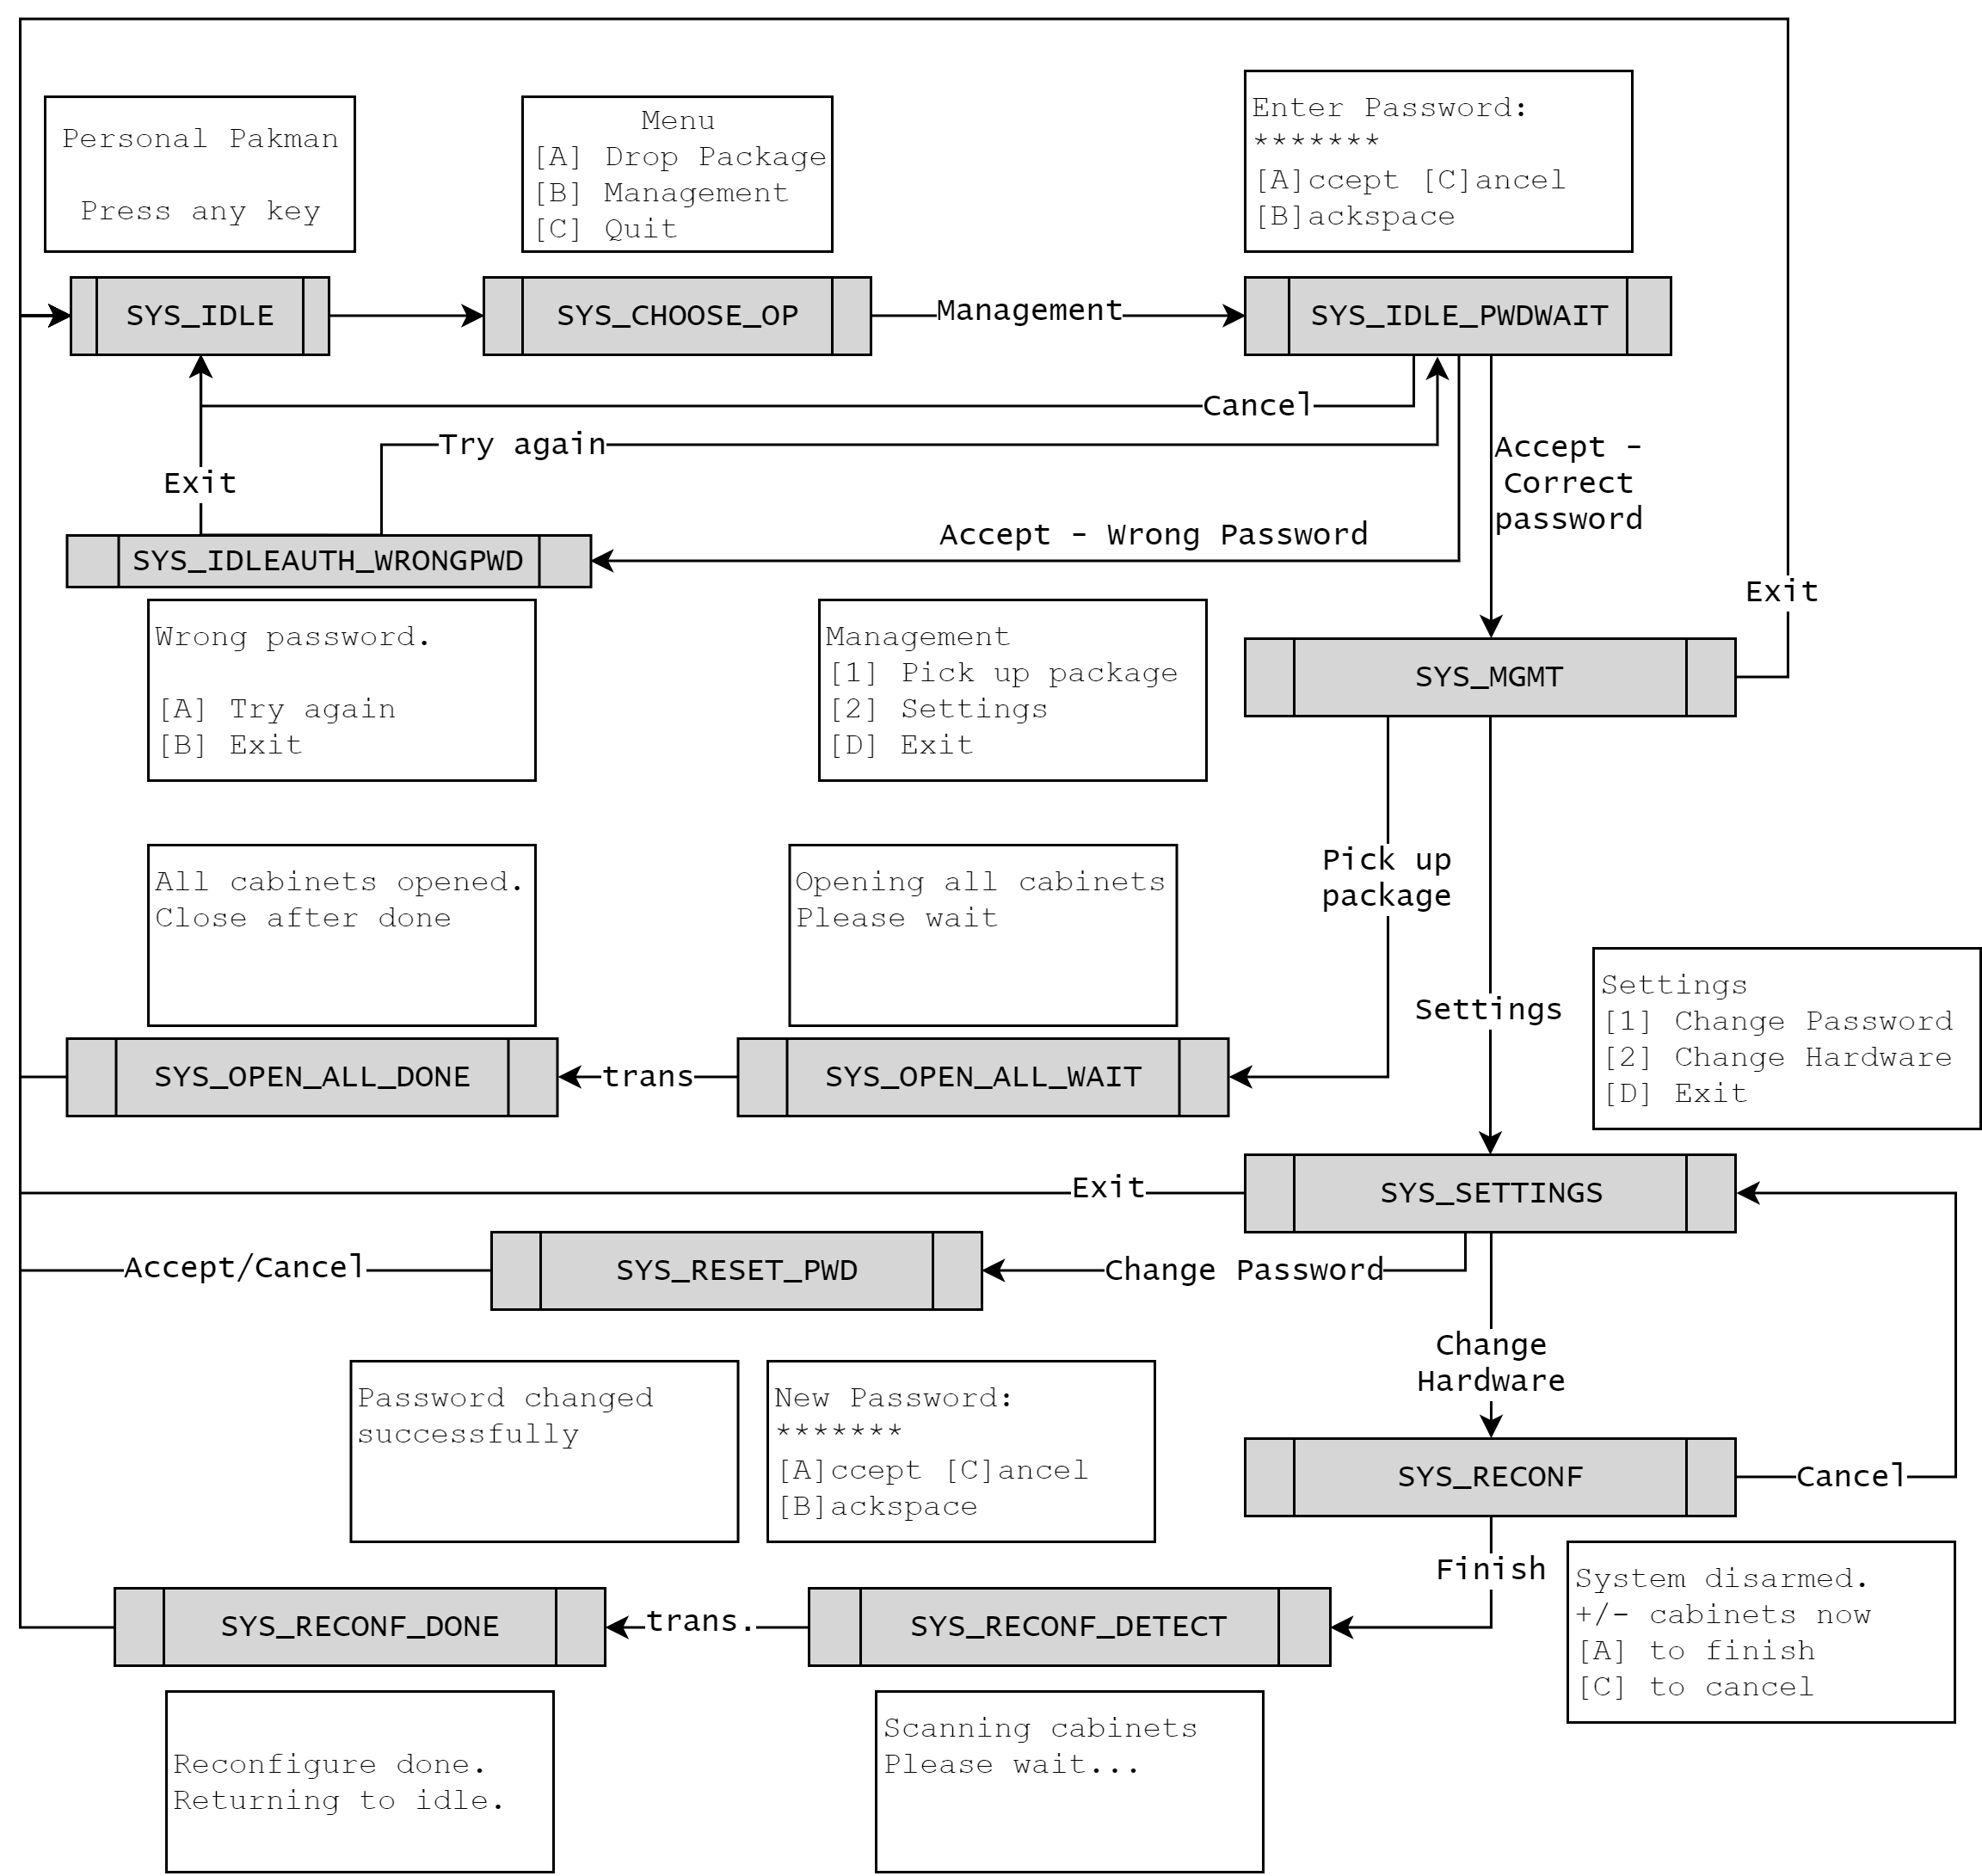 Personal Pakman
Press any key
Menu
[A] Drop Package
[B] Management
[C] Quit
Enter Password:
*******
[A]ccept [C]ancel
[B]ackspace
SYS_IDLE
SYS_CHOOSE_OP
Management
SYS_IDLE_PWDWAIT
Cancel
Try again
Exit
Accept -
Correct
password
Accept - Wrong Password
SYS_IDLEAUTH_WRONGPWD
Exit
Wrong password.
[A] Try again
[B] Exit
Management
[1] Pick up package
[2] Settings
[D] Exit
SYS_MGMT
Pick up
package
All cabinets opened.
Close after done
Opening all cabinets
Please wait
Settings
Settings
[1] Change Password
[2] Change Hardware
[D] Exit
SYS_OPEN_ALL_DONE
trans
SYS_OPEN_ALL_WAIT
Exit
SYS_SETTINGS
Accept/Cancel
SYS_RESET_PWD
Change Password
Change
Hardware
Password changed
successfully
New Password:
*******
[A]ccept [C]ancel
[B]ackspace
SYS_RECONF
Cancel
Finish
System disarmed.
+/- cabinets now
[A] to finish
[C] to cancel
SYS_RECONF_DONE
trans.
SYS_RECONF_DETECT
Reconfigure done.
Returning to idle.
Scanning cabinets
Please wait...